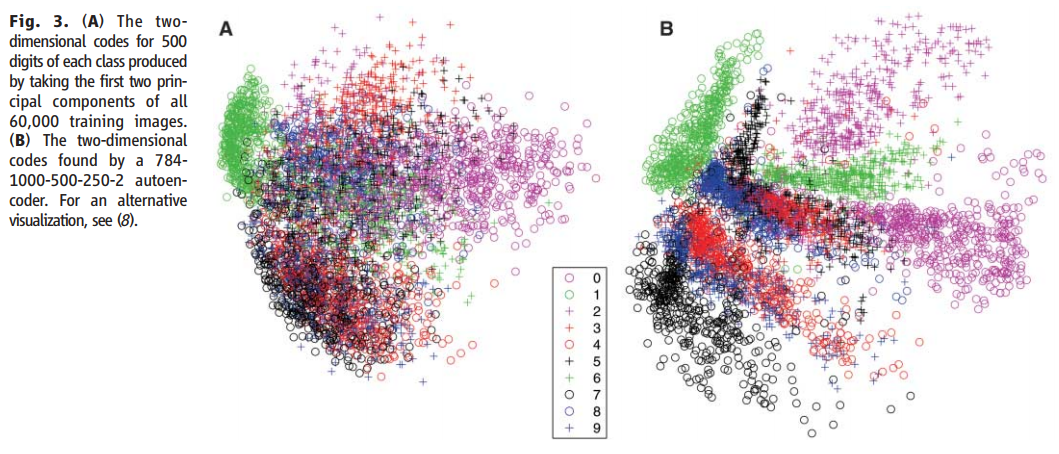 Fig. 3. (A) The two-
dimensional codes for 500
digits of each class produced
by taking the first two prin-
cipal components of all
60,000 training images.
(B) The two-dimensional
codes found by a 784-
1000-500-250-2 autoen-
coder. For an alternative
visualization, see (8).
A
B
0
1
2
3
4
5
6
7
8
9